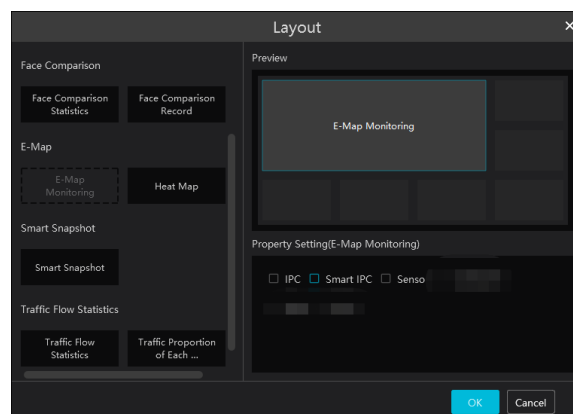 Layout
Face Comparison
Face Comparison
Statistics
Face Comparison
Record
E-Map
E-Map
Monitoring
Heat Map
Smart Snapshot
Smart Snapshot
Traffic Flow Statistics
Traffic Flow
Statistics
Traffic Proportion
of Each ...
Preview
E-Map Monitoring
Property Setting(E-Map Monitoring)
IPC Smart IPC Senso
OK Cancel